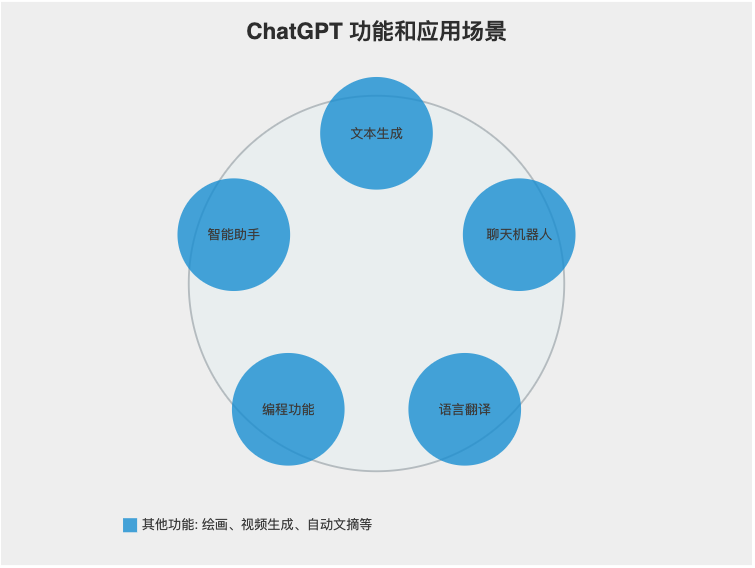 ChatGPT 功能和应用场景
文本生成
智能助手
聊天机器人
编程功能
语言翻译
其他功能: 绘画、视频生成、自动文摘等